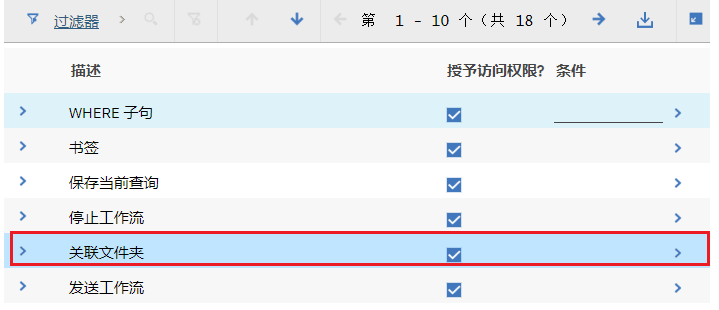 过滤器 第 1 - 10 个（共 18 个）
描述 授予访问权限? 条件
WHERE 子句
书签
保存当前查询
停止工作流
关联文件夹
发送工作流